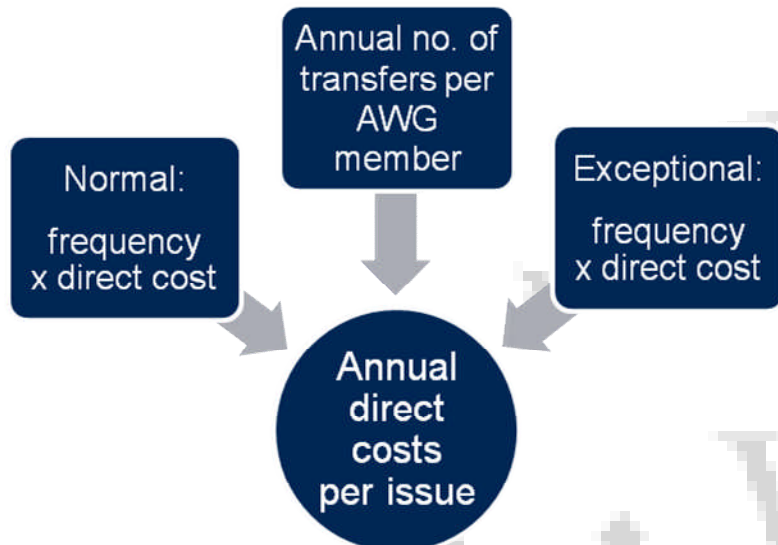 Annual no. of
transfers per
AWG
member
Normal:
frequency
x direct cost
Exceptional:
frequency
x direct cost
Annual
direct
costs
per issue